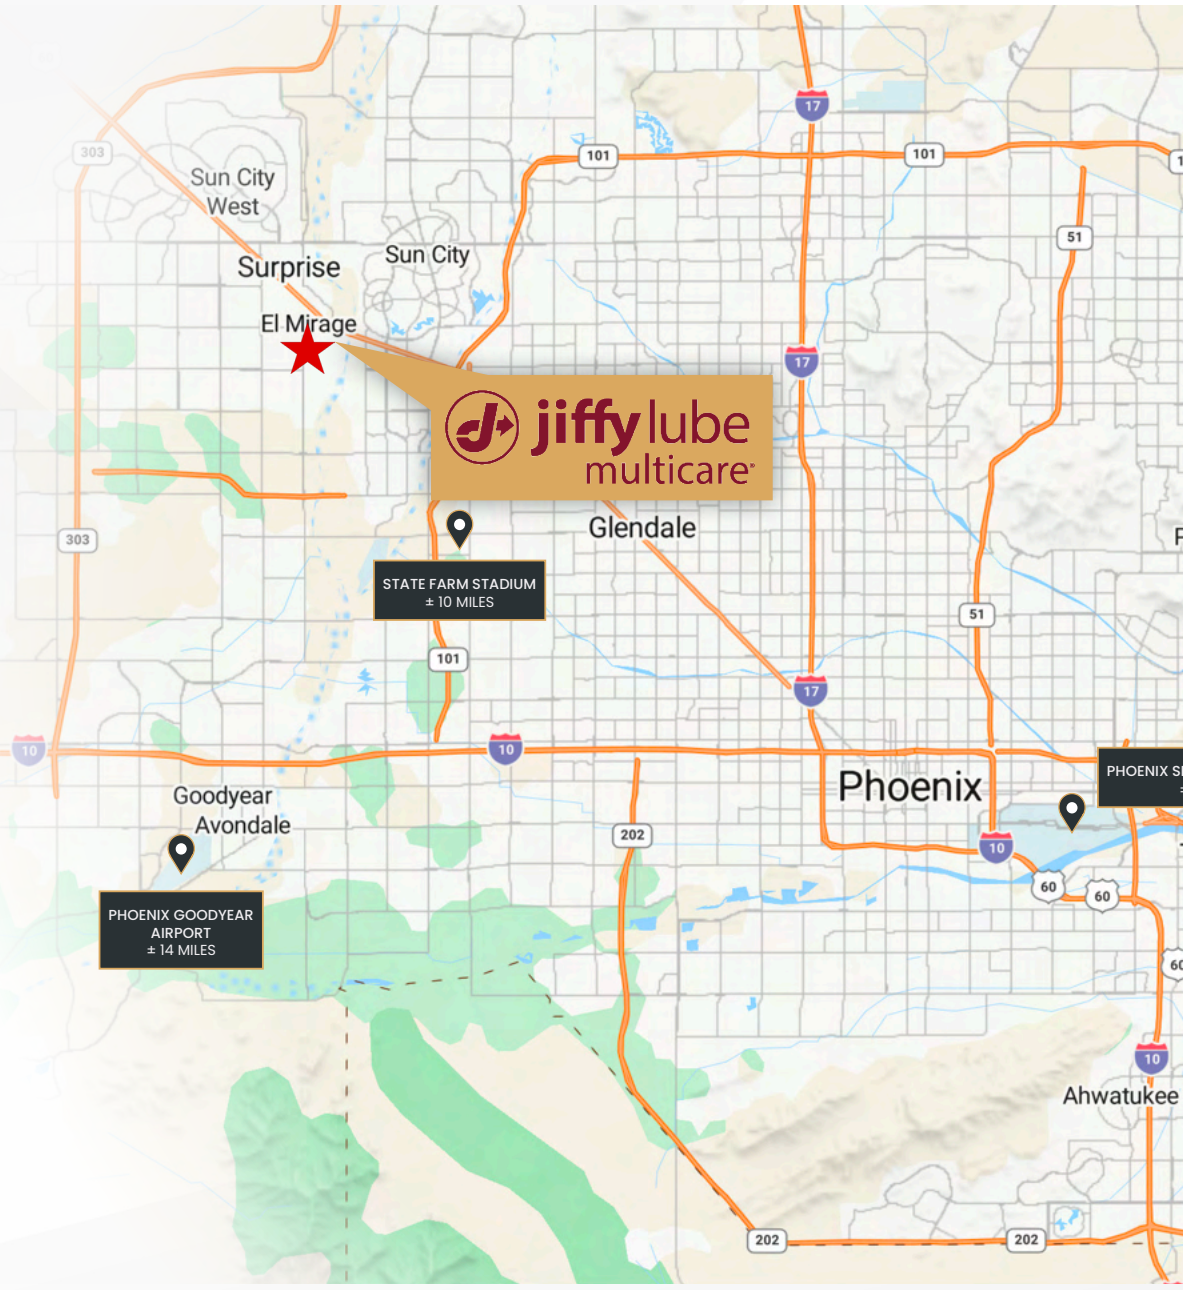 17
101
101
303
Sun City
West
51
Sun City
Surprise
El Mirage
17
jiffy lube
multicare
Glendale
303
STATE FARM STADIUM
± 10 MILES
51
101
17
10
10
PHOENIX
Phoenix
Goodyear
Avondale
202
10
60
60
PHOENIX GOODYEAR
AIRPORT
± 14 MILES
60
10
Ahwatukee
202
202